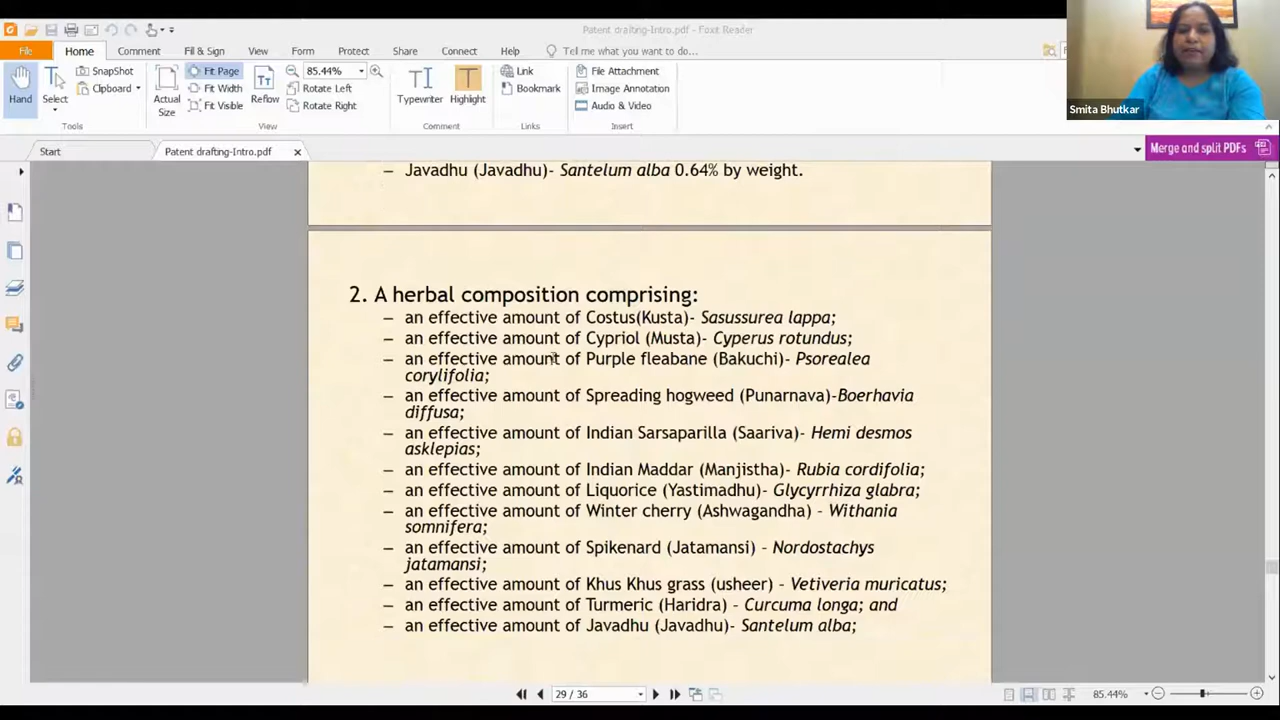 Patent drafting-Intro.pdf - Foxit Reader
File Home Comment Fill & Sign View Form Protect Share Connect Help Tell me what you want to do...
Hand
Select
SnapShot
Clipboard
Actual Size
Fit Page
Fit Width
Fit Visible
Reflow
85.44%
Rotate Left
Rotate Right
Typewriter
Highlight
Link
Bookmark
File Attachment
Image Annotation
Audio & Video
Tools View Comment Links Insert
Smita Bhutkar
Start Patent drafting-Intro.pdf Merge and split PDFs
– Javadhu (Javadhu)- Santelum alba 0.64% by weight.
2. A herbal composition comprising:
– an effective amount of Costus(Kusta)- Sasussurea lappa;
– an effective amount of Cypriol (Musta)- Cyperus rotundus;
– an effective amount of Purple fleabane (Bakuchi)- Psorealea
corylifolia;
– an effective amount of Spreading hogweed (Punarnava)-Boerhavia
diffusa;
– an effective amount of Indian Sarsaparilla (Saariva)- Hemi desmos
asklepias;
– an effective amount of Indian Maddar (Manjistha)- Rubia cordifolia;
– an effective amount of Liquorice (Yastimadhu)- Glycyrrhiza glabra;
– an effective amount of Winter cherry (Ashwagandha) - Withania
somnifera;
– an effective amount of Spikenard (Jatamansi) - Nordostachys
jatamansi;
– an effective amount of Khus Khus grass (usheer) - Vetiveria muricatus;
– an effective amount of Turmeric (Haridra) - Curcuma longa; and
– an effective amount of Javadhu (Javadhu)- Santelum alba;
29 / 36 85.44%